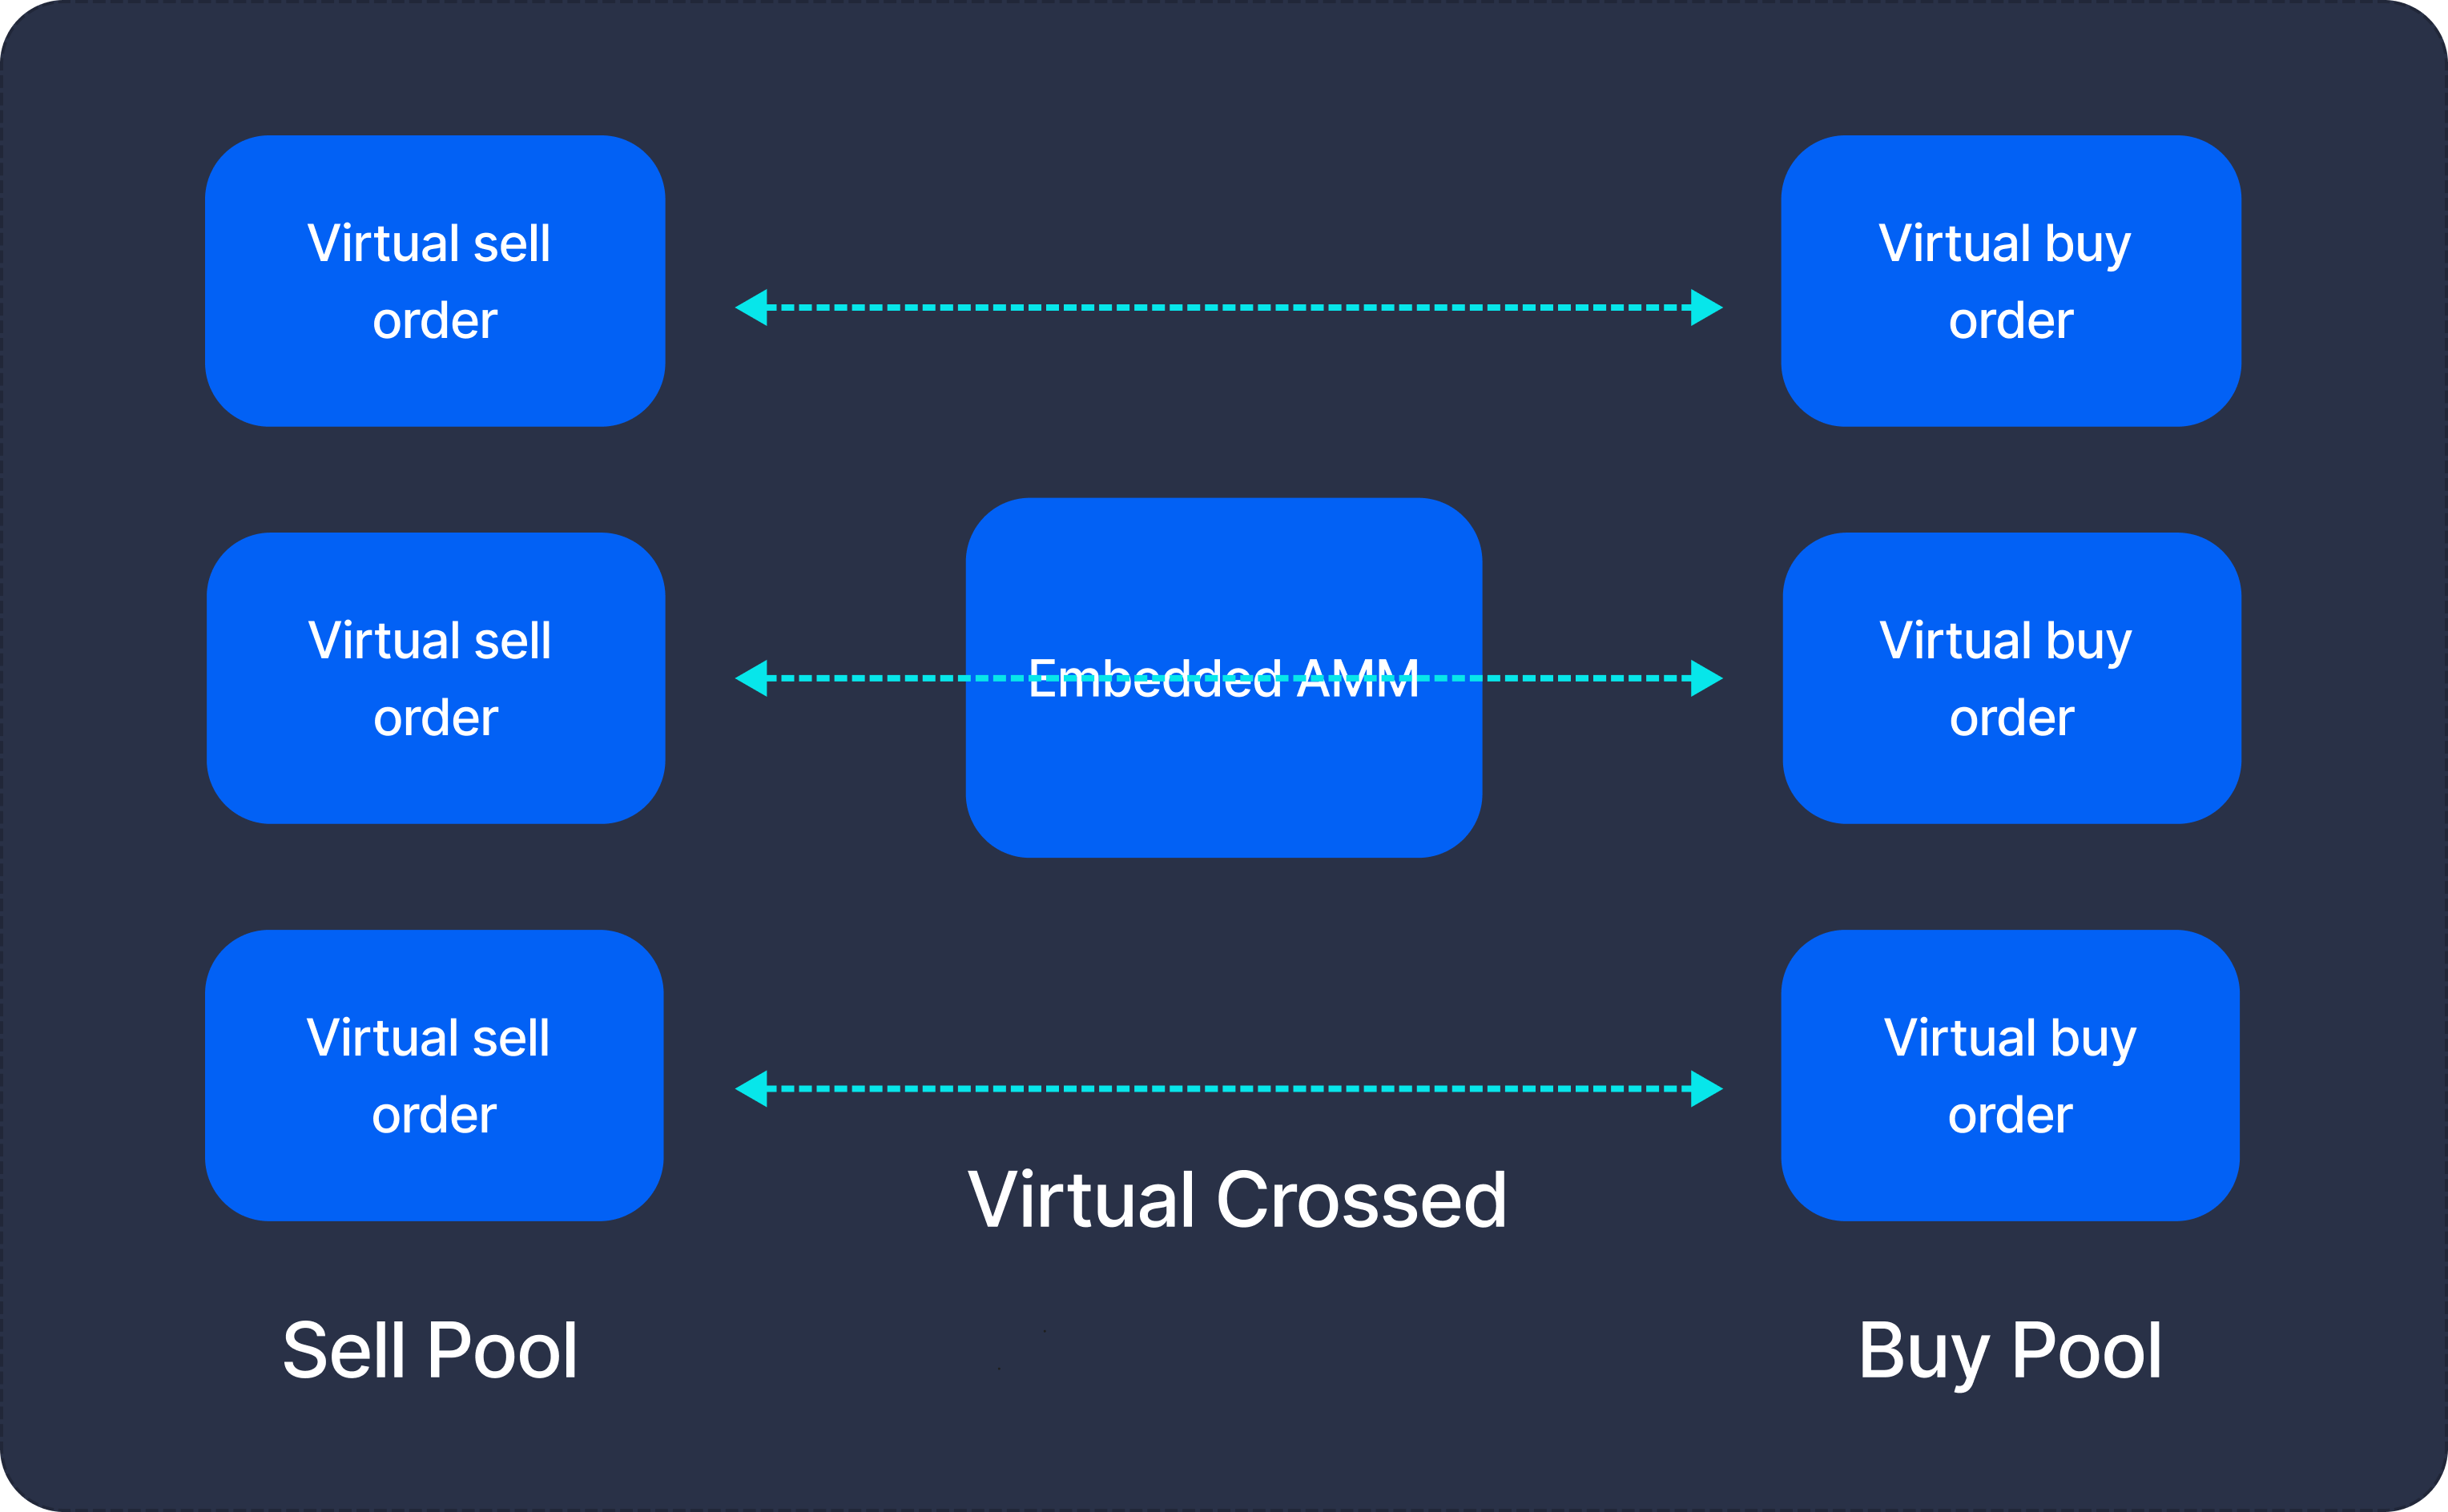 Virtual sell
order
Virtual buy
order
Virtual sell
order
Embedded AMM
Virtual buy
order
Virtual sell
order
Virtual buy
order
Virtual Crossed
Sell Pool
Buy Pool